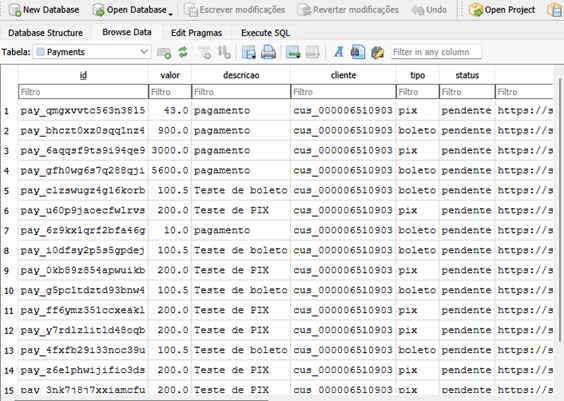 New Database Open Database Escrever modificações Reverter modificações Undo Open Project
Database Structure Browse Data Edit Pragmas Execute SQL
Tabela: Payments Filter in any column
id valor descricao cliente tipo status
Filtro Filtro Filtro Filtro Filtro Filtro Filtro
1 pay_qmgxvvtc563n3815 43.0 pagamento cus_000006510903 pix pendente https://s
2 pay_bhczt0xz0sqq1nz4 900.0 pagamento cus_000006510903 boleto pendente https://s
3 pay_6aqqsf9ts9i94qe9 3000.0 pagamento cus_000006510903 pix pendente https://s
4 pay_gfh0wg6s7q288qji 5600.0 pagamento cus_000006510903 boleto pendente https://s
5 pay_clzswugz4gl6korb 100.5 Teste de boleto cus_000006510903 boleto pendente https://s
6 pay_u60p9jaoecfwlrvs 200.0 Teste de PIX cus_000006510903 pix pendente https://s
7 pay_6z9kxlqrf2bfa46g 10.0 pagamento cus_000006510903 boleto pendente https://s
8 pay_i0dfsy2p5s5gpdej 100.5 Teste de boleto cus_000006510903 boleto pendente https://s
9 pay_0kb89z854apwuikb 200.0 Teste de PIX cus_000006510903 pix pendente https://s
10 pay_g5pcltdztd93bnw4 100.5 Teste de boleto cus_000006510903 boleto pendente https://s
11 pay_ff6ymz35lccxeakl 200.0 Teste de PIX cus_000006510903 pix pendente https://s
12 pay_y7rdlzlitld48oqb 200.0 Teste de PIX cus_000006510903 pix pendente https://s
13 pay_4fxfb29i33noc39u 100.5 Teste de boleto cus_000006510903 boleto pendente https://s
14 pay_z6e1phwijifio3ds 200.0 Teste de PIX cus_000006510903 pix pendente https://s
15 pay_3nk7j8j7xxiamcfu 200.0 Teste de PIX cus_000006510903 pix pendente https://s